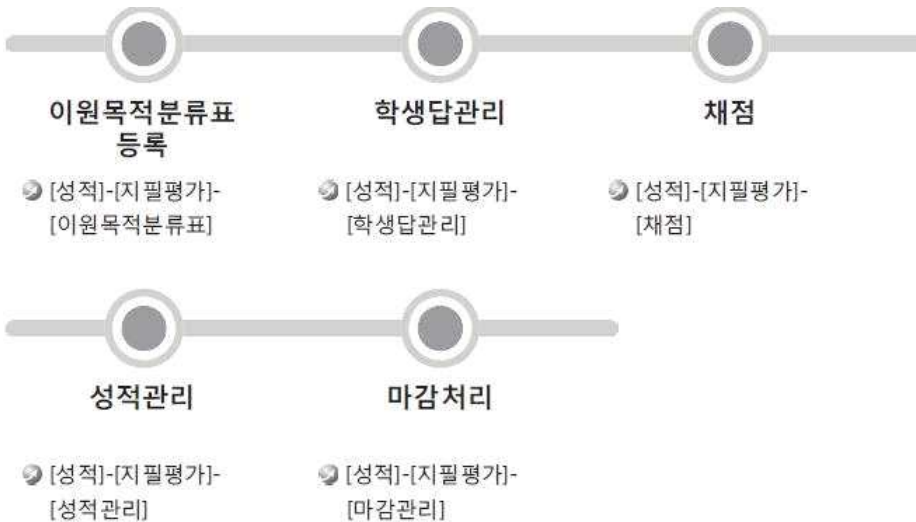 이원목적분류표
등록
학생답관리
채점
[성적]-[지필평가]-
[이원목적분류표]
[성적]-[지필평가]-
[학생답관리]
[성적]-[지필평가]-
[채점]
성적관리
마감처리
[성적]-[지필평가]-
[성적관리]
[성적]-[지필평가]-
[마감관리]